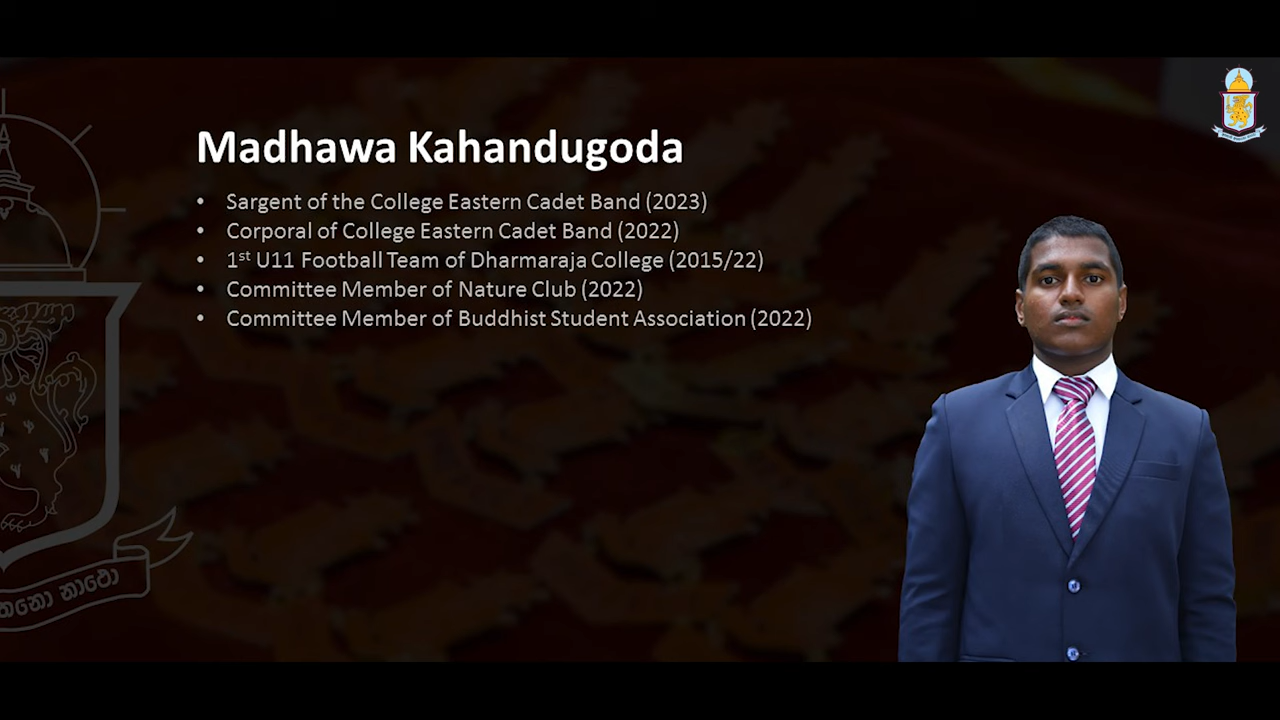 Madhawa Kahandugoda
• Sargent of the College Eastern Cadet Band (2023)
• Corporal of College Eastern Cadet Band (2022)
• 1st U11 Football Team of Dharmaraja College (2015/22)
• Committee Member of Nature Club (2022)
• Committee Member of Buddhist Student Association (2022)
නාථෝ